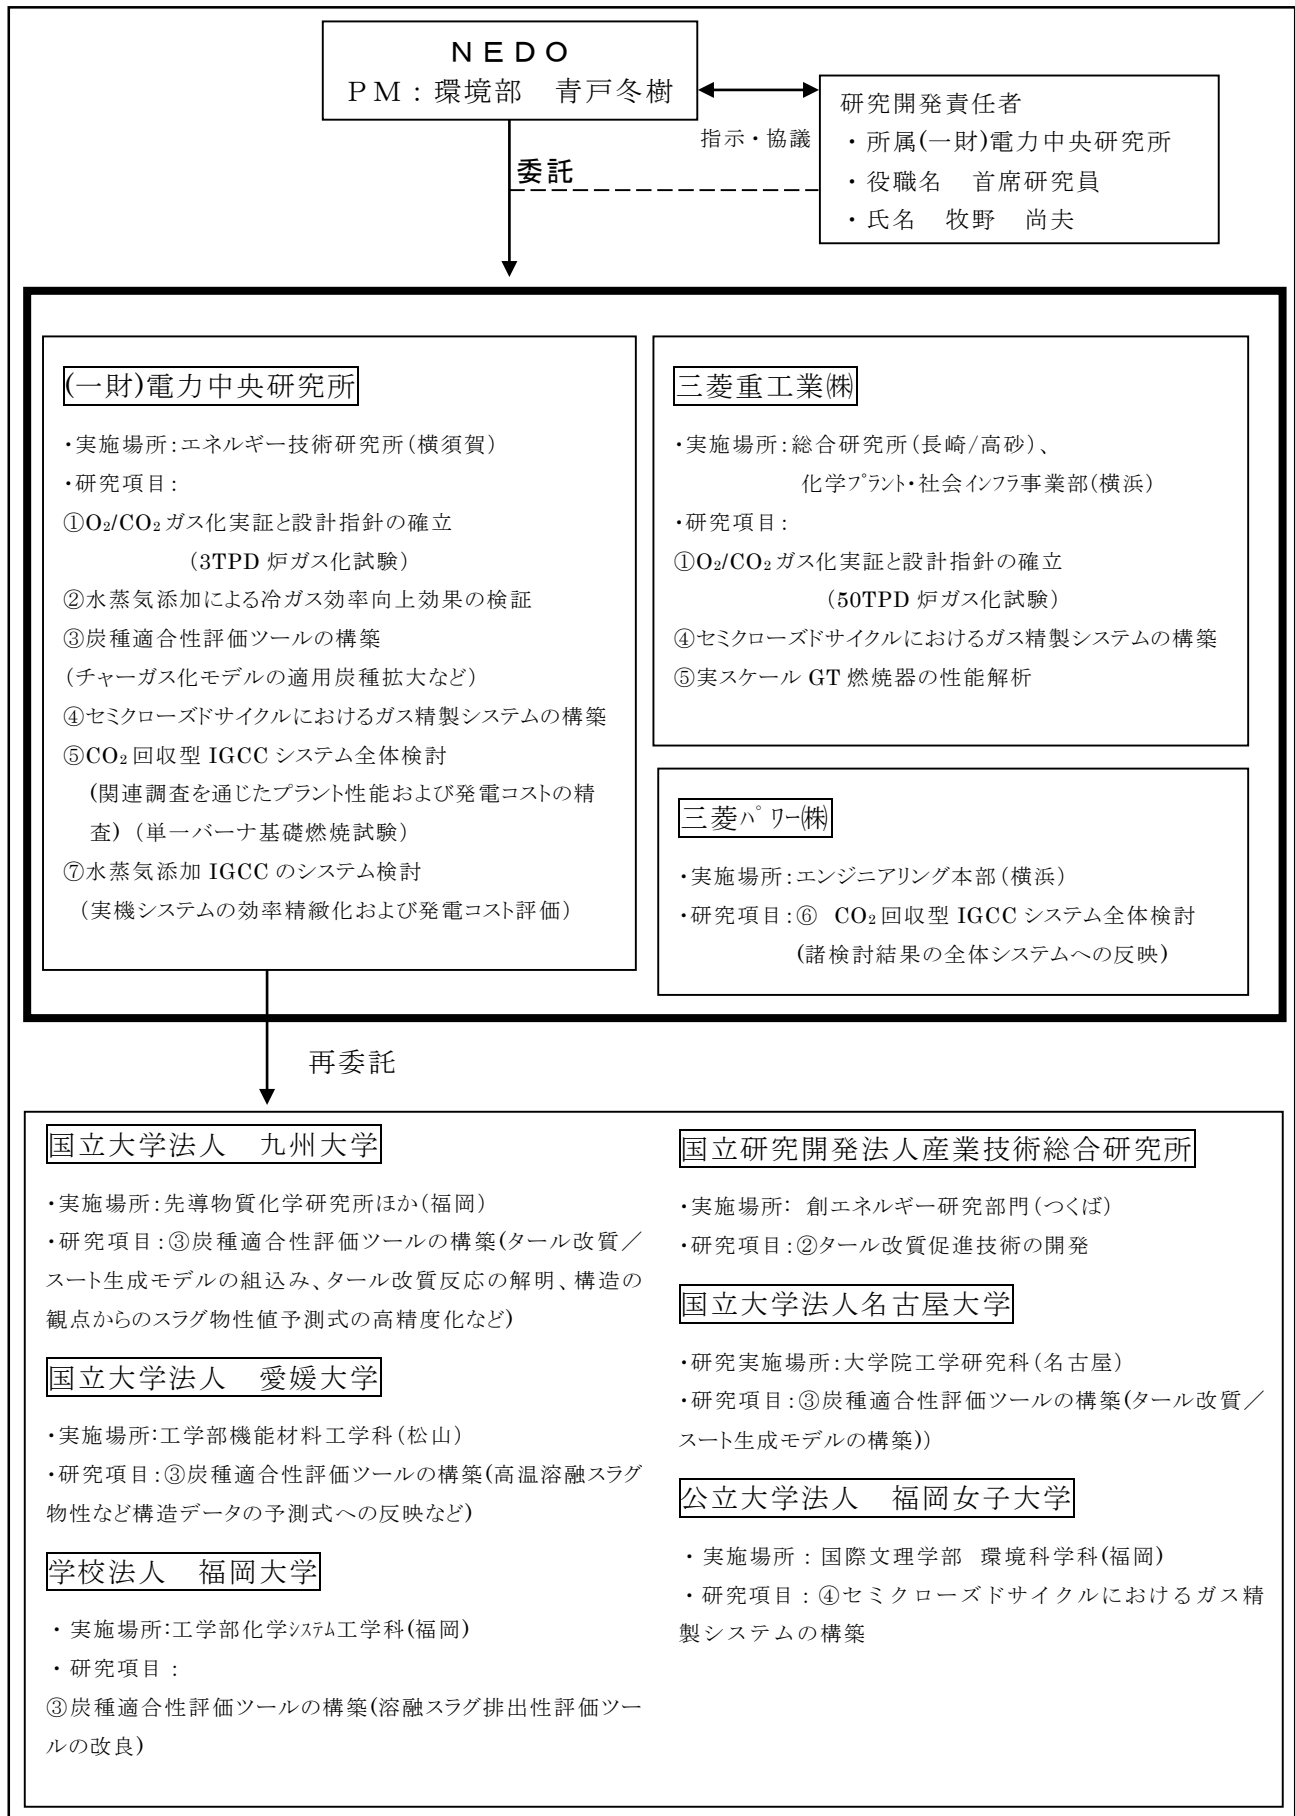 ＮＥＤＯ
ＰＭ：環境部　青戸冬樹
研究開発責任者
・所属(一財)電力中央研究所
・役職名　首席研究員
・氏名　牧野　尚夫
指示・協議
委託
(一財)電力中央研究所
・実施場所：エネルギー技術研究所（横須賀）
・研究項目：
①O₂/CO₂ガス化実証と設計指針の確立
（3TPD 炉ガス化試験）
②水蒸気添加による冷ガス効率向上効果の検証
③炭種適合性評価ツールの構築
（チャーガス化モデルの適用炭種拡大など）
④セミクローズドサイクルにおけるガス精製システムの構築
⑤CO₂回収型 IGCC システム全体検討
(関連調査を通じたプラント性能および発電コストの精
査）（単一バーナ基礎燃焼試験）
⑦水蒸気添加 IGCC のシステム検討
（実機システムの効率精緻化および発電コスト評価）
三菱重工業㈱
・実施場所：総合研究所（長崎/高砂）、
化学ﾌﾟﾗﾝﾄ・社会ｲﾝﾌﾗ事業部(横浜）
・研究項目：
①O₂/CO₂ガス化実証と設計指針の確立
（50TPD 炉ガス化試験）
④セミクローズドサイクルにおけるガス精製システムの構築
⑤実スケール GT 燃焼器の性能解析
三菱ﾊﾟﾜｰ㈱
・実施場所：エンジニアリング本部（横浜）
・研究項目：⑥　CO₂回収型 IGCC システム全体検討
(諸検討結果の全体システムへの反映）
再委託
国立大学法人　九州大学
・実施場所：先導物質化学研究所ほか（福岡）
・研究項目：③炭種適合性評価ツールの構築(タール改質／
スート生成モデルの組込み、タール改質反応の解明、構造の
観点からのスラグ物性値予測式の高精度化など)
国立大学法人　愛媛大学
・実施場所：工学部機能材料工学科（松山）
・研究項目：③炭種適合性評価ツールの構築(高温溶融スラグ
物性など構造データの予測式への反映など)
学校法人　福岡大学
・実施場所：工学部化学ｼｽﾃﾑ工学科(福岡)
・研究項目：
③炭種適合性評価ツールの構築(溶融スラグ排出性評価ツー
ルの改良)
国立研究開発法人産業技術総合研究所
・実施場所：　創エネルギー研究部門（つくば）
・研究項目：②タール改質促進技術の開発
国立大学法人名古屋大学
・研究実施場所：大学院工学研究科（名古屋）
・研究項目：③炭種適合性評価ツールの構築(タール改質／
スート生成モデルの構築)）
公立大学法人　福岡女子大学
・実施場所：国際文理学部　環境科学科(福岡)
・研究項目：④セミクローズドサイクルにおけるガス精
製システムの構築